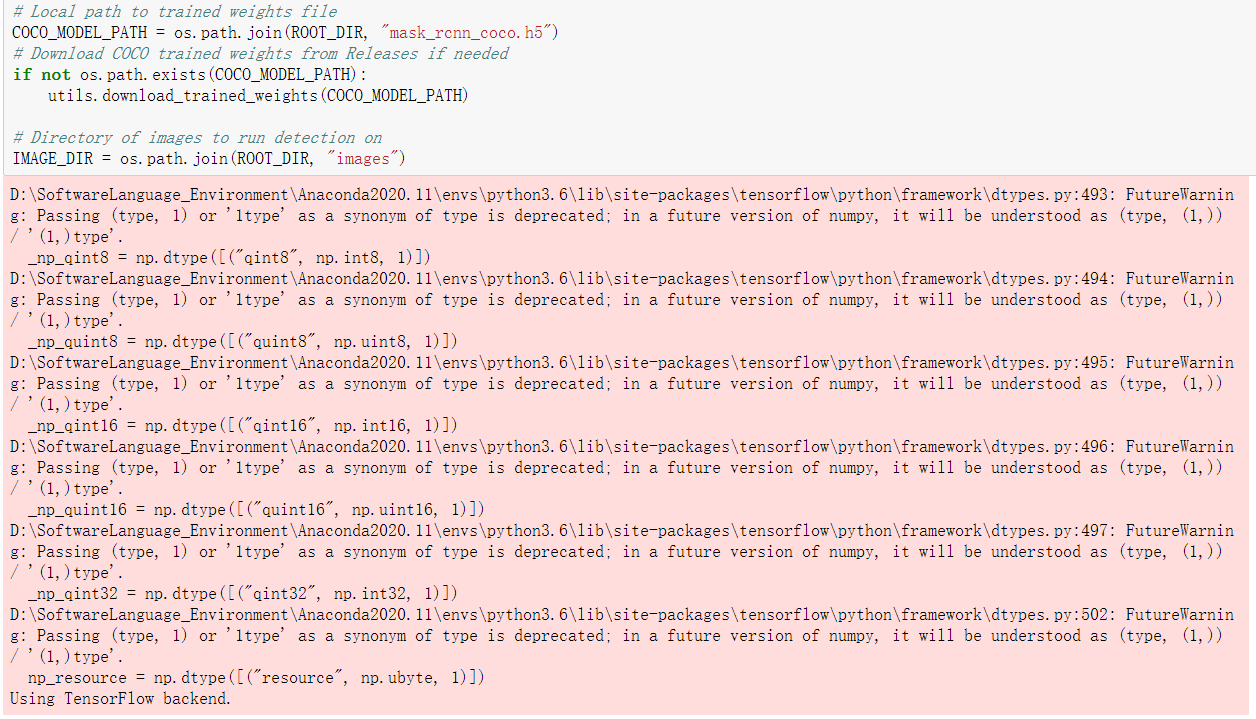 # Local path to trained weights file
COCO_MODEL_PATH = os.path.join(ROOT_DIR, "mask_rcnn_coco.h5")
# Download COCO trained weights from Releases if needed
if not os.path.exists(COCO_MODEL_PATH):
    utils.download_trained_weights(COCO_MODEL_PATH)
# Directory of images to run detection on
IMAGE_DIR = os.path.join(ROOT_DIR, "images")
D:\SoftwareLanguage_Environment\Anaconda2020.11\envs\python3.6\lib\site-packages\tensorflow\python\framework\dtypes.py:493: FutureWarnin
g: Passing (type, 1) or '1type' as a synonym of type is deprecated; in a future version of numpy, it will be understood as (type, (1,))
/ '(1,)type'.
  _np_qint8 = np.dtype([("qint8", np.int8, 1)])
D:\SoftwareLanguage_Environment\Anaconda2020.11\envs\python3.6\lib\site-packages\tensorflow\python\framework\dtypes.py:494: FutureWarnin
g: Passing (type, 1) or '1type' as a synonym of type is deprecated; in a future version of numpy, it will be understood as (type, (1,))
/ '(1,)type'.
  _np_quint8 = np.dtype([("quint8", np.uint8, 1)])
D:\SoftwareLanguage_Environment\Anaconda2020.11\envs\python3.6\lib\site-packages\tensorflow\python\framework\dtypes.py:495: FutureWarnin
g: Passing (type, 1) or '1type' as a synonym of type is deprecated; in a future version of numpy, it will be understood as (type, (1,))
/ '(1,)type'.
  _np_qint16 = np.dtype([("qint16", np.int16, 1)])
D:\SoftwareLanguage_Environment\Anaconda2020.11\envs\python3.6\lib\site-packages\tensorflow\python\framework\dtypes.py:496: FutureWarnin
g: Passing (type, 1) or '1type' as a synonym of type is deprecated; in a future version of numpy, it will be understood as (type, (1,))
/ '(1,)type'.
  _np_quint16 = np.dtype([("quint16", np.uint16, 1)])
D:\SoftwareLanguage_Environment\Anaconda2020.11\envs\python3.6\lib\site-packages\tensorflow\python\framework\dtypes.py:497: FutureWarnin
g: Passing (type, 1) or '1type' as a synonym of type is deprecated; in a future version of numpy, it will be understood as (type, (1,))
/ '(1,)type'.
  _np_qint32 = np.dtype([("qint32", np.int32, 1)])
D:\SoftwareLanguage_Environment\Anaconda2020.11\envs\python3.6\lib\site-packages\tensorflow\python\framework\dtypes.py:502: FutureWarnin
g: Passing (type, 1) or '1type' as a synonym of type is deprecated; in a future version of numpy, it will be understood as (type, (1,))
/ '(1,)type'.
  np_resource = np.dtype([("resource", np.ubyte, 1)])
Using TensorFlow backend.